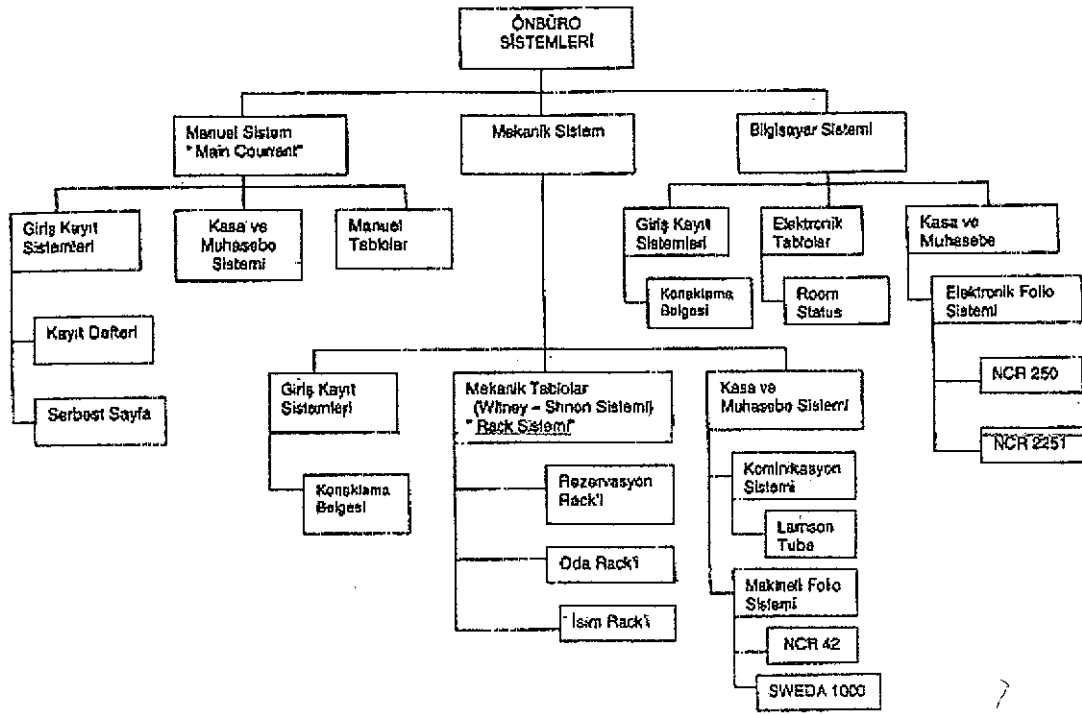 ÖNBÜRO
SİSTEMLERİ
Manuel Sistem
" Main Courrant"
Mekanik Sistem
Bilgisayar Sistemi
Giriş Kayıt
Sistemleri
Kasa ve
Muhasebe
Sistemi
Manuel
Tablolar
Giriş Kayıt
Sistemleri
Elektronik
Tablolar
Kasa ve
Muhasebe
Kayıt Defteri
Serbest Sayfa
Konaklama
Belgesi
Room
Status
Elektronik Folio
Sistemi
NCR 250
NCR 2251
Giriş Kayıt
Sistemleri
Mekanik Tablolar
(Witney – Shnon Sistemi)
" Rack Sistemi"
Kasa ve
Muhasebe Sistemi
Konaklama
Belgesi
Rezervasyon
Rack'i
Oda Rack'i
İsim Rack'i
Kominikasyon
Sistemi
Lamson
Tube
Makineli Folio
Sistemi
NCR 42
SWEDA 1000